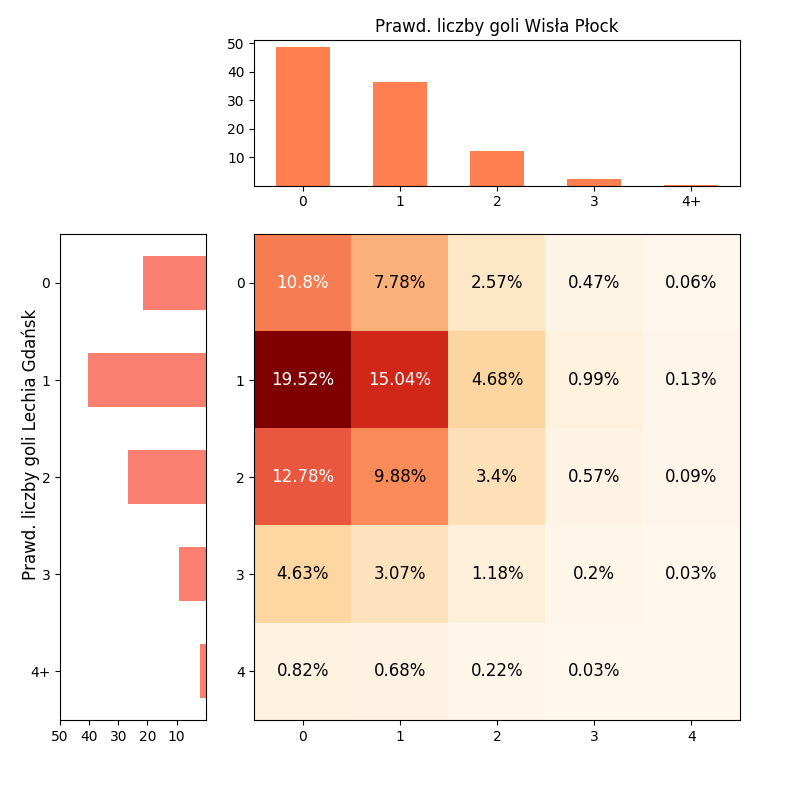 Prawd. liczby goli Wisła Płock
50
40
30
20
10
0 1 2 3 4+
Prawd. liczby goli Lechia Gdańsk
0
1
2
3
4+
50 40 30 20 10
0 10.8% 7.78% 2.57% 0.47% 0.06%
1 19.52% 15.04% 4.68% 0.99% 0.13%
2 12.78% 9.88% 3.4% 0.57% 0.09%
3 4.63% 3.07% 1.18% 0.2% 0.03%
4 0.82% 0.68% 0.22% 0.03%
0 1 2 3 4